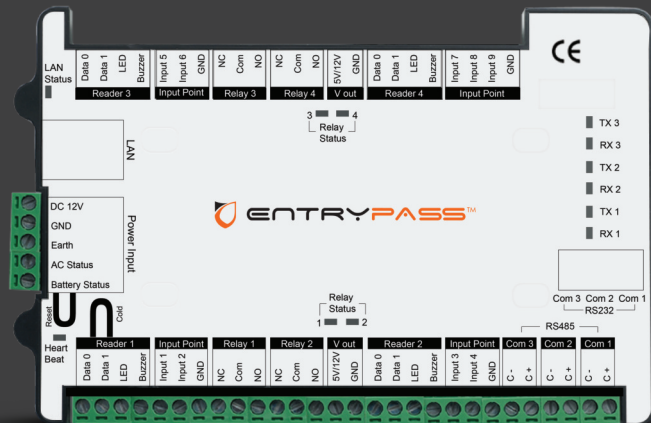 LAN
Status
Data 0
Data 1
LED
Buzzer
Input 5
Input 6
GND
NC
Com
NO
NC
Com
NO
5V/12V
GND
Data 0
Data 1
LED
Buzzer
Input 7
Input 8
Input 9
GND
CE
Reader 3
Input Point
Relay 3
Relay 4
V out
Reader 4
Input Point
3 4
Relay
Status
TX 3
RX 3
TX 2
RX 2
TX 1
RX 1
LAN
DC 12V
GND
Earth
AC Status
Battery Status
Power Input
ENTRYPASS™
Com 3 Com 2 Com 1
RS232
Reset
Cold
Heart
Beat
Relay
Status
1 2
RS485
Reader 1
Input Point
Relay 1
Relay 2
V out
Reader 2
Input Point
Com 3
Com 2
Com 1
Data 0
Data 1
LED
Buzzer
Input 1
Input 2
GND
NC
Com
NO
NC
Com
NO
5V/12V
GND
Data 0
Data 1
LED
Buzzer
Input 3
Input 4
GND
C -
C +
C -
C +
C -
C +